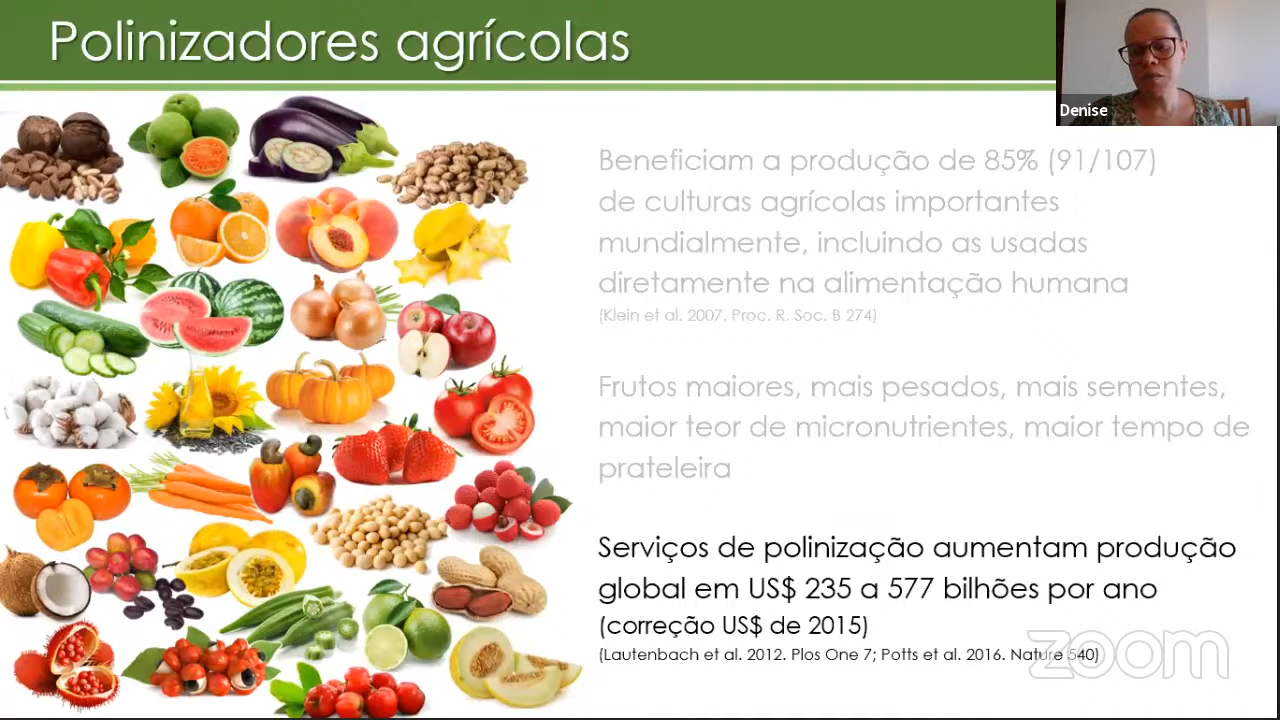 Polinizadores agrícolas
Denise
Beneficiam a produção de 85% (91/107)
de culturas agrícolas importantes
mundialmente, incluindo as usadas
diretamente na alimentação humana
(Klein et al. 2007. Proc. R. Soc. B 274)
Frutos maiores, mais pesados, mais sementes,
maior teor de micronutrientes, maior tempo de
prateleira
Serviços de polinização aumentam produção
global em US$ 235 a 577 bilhões por ano
(correção US$ de 2015)
(Lautenbach et al. 2012. Plos One 7; Potts et al. 2016. Nature 540)
zoom